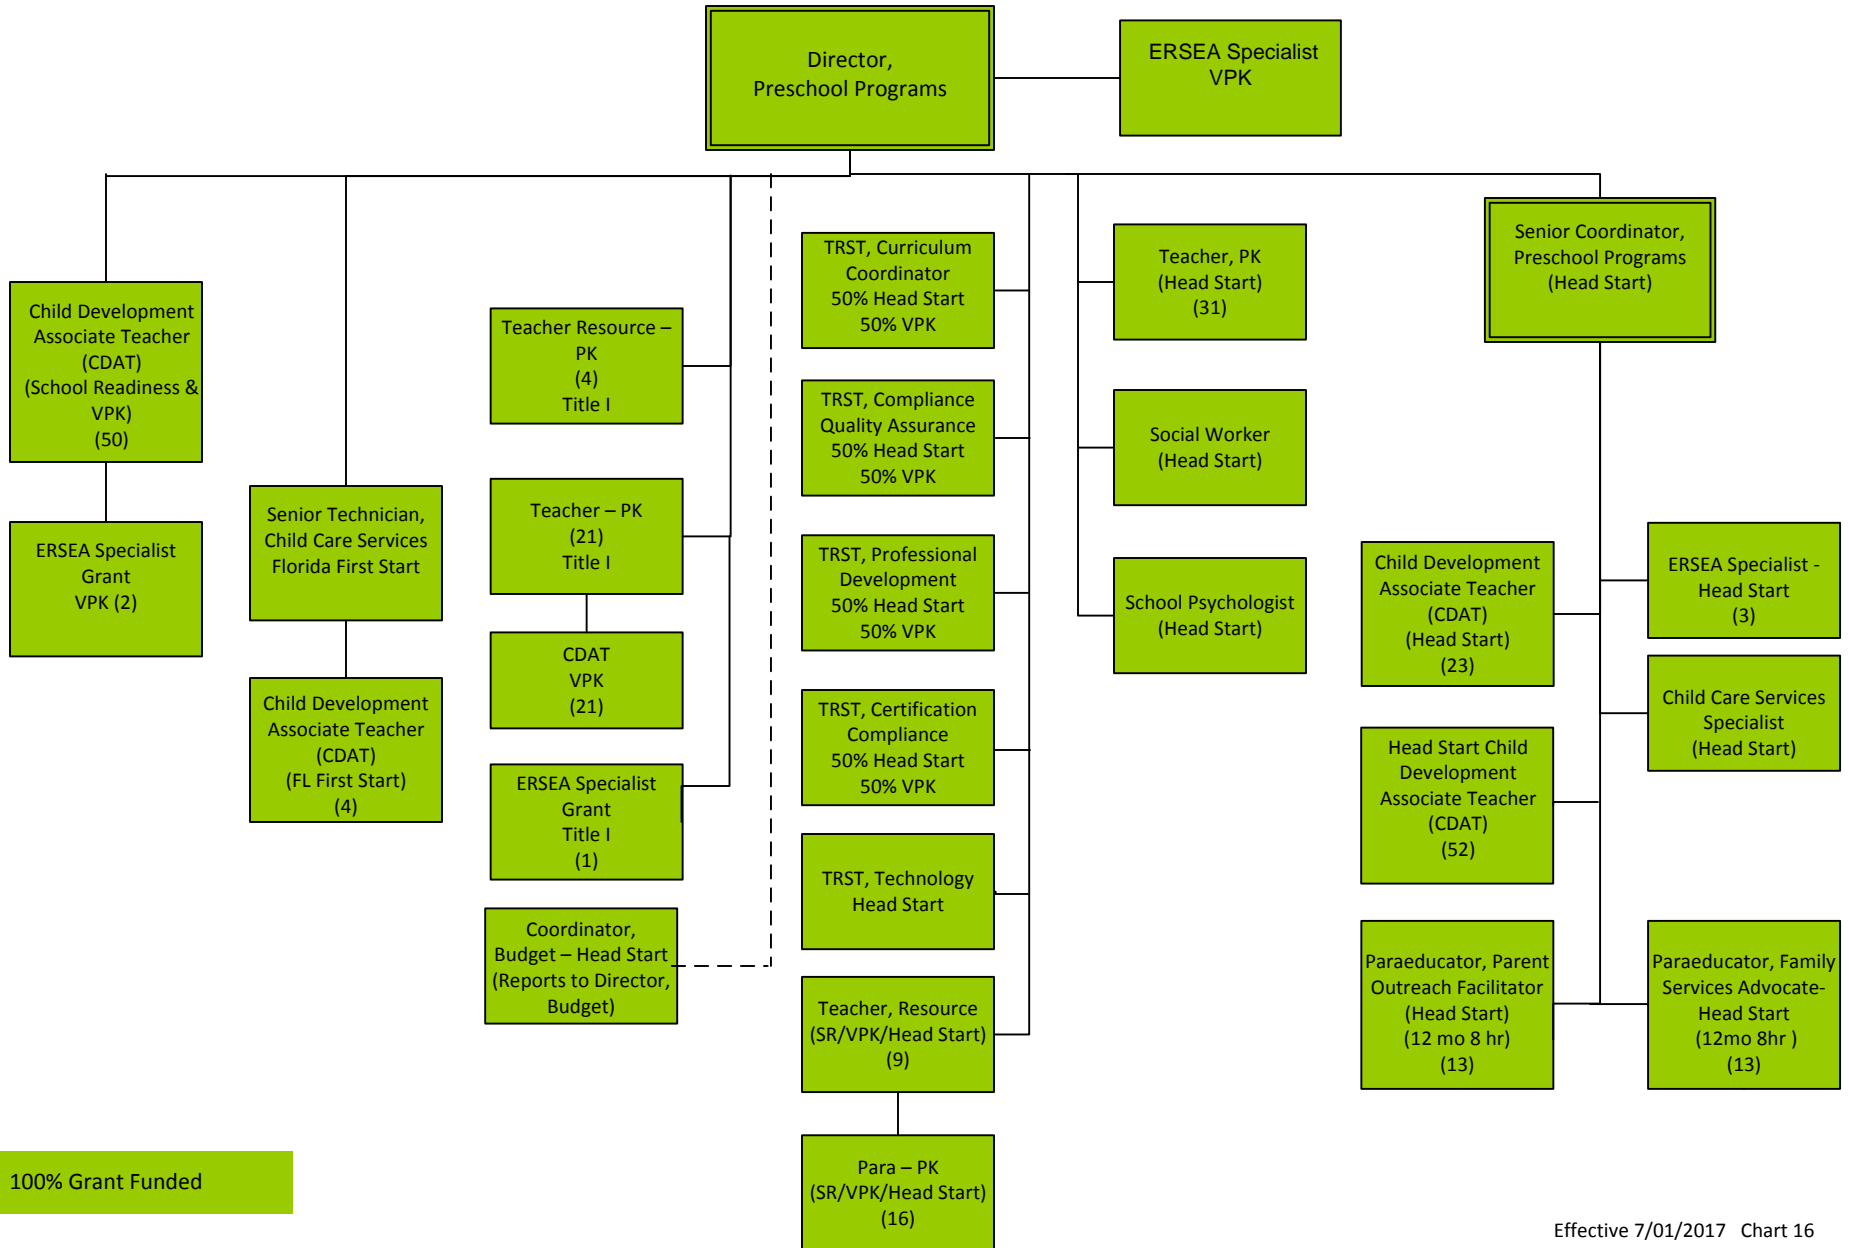 Director,
Preschool Programs
ERSEA Specialist
VPK
Child Development
Associate Teacher
(CDAT)
(School Readiness &
VPK)
(50)
ERSEA Specialist
Grant
VPK (2)
Senior Technician,
Child Care Services
Florida First Start
Child Development
Associate Teacher
(CDAT)
(FL First Start)
(4)
Teacher Resource –
PK
(4)
Title I
Teacher – PK
(21)
Title I
CDAT
VPK
(21)
ERSEA Specialist
Grant
Title I
(1)
Coordinator,
Budget – Head Start
(Reports to Director,
Budget)
TRST, Curriculum
Coordinator
50% Head Start
50% VPK
TRST, Compliance
Quality Assurance
50% Head Start
50% VPK
TRST, Professional
Development
50% Head Start
50% VPK
TRST, Certification
Compliance
50% Head Start
50% VPK
TRST, Technology
Head Start
Teacher, Resource
(SR/VPK/Head Start)
(9)
Para – PK
(SR/VPK/Head Start)
(16)
Teacher, PK
(Head Start)
(31)
Social Worker
(Head Start)
School Psychologist
(Head Start)
Senior Coordinator,
Preschool Programs
(Head Start)
Child Development
Associate Teacher
(CDAT)
(Head Start)
(23)
Head Start Child
Development
Associate Teacher
(CDAT)
(52)
Paraeducator, Parent
Outreach Facilitator
(Head Start)
(12 mo 8 hr)
(13)
ERSEA Specialist -
Head Start
(3)
Child Care Services
Specialist
(Head Start)
Paraeducator, Family
Services Advocate-
Head Start
(12mo 8hr )
(13)
100% Grant Funded
Effective 7/01/2017 Chart 16